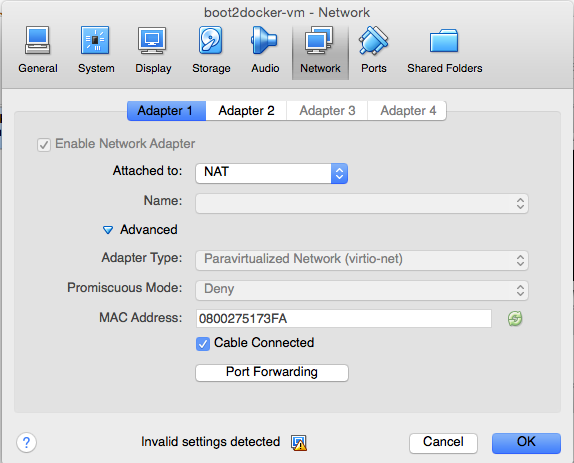 boot2docker-vm - Network
General System Display Storage Audio Network Ports Shared Folders
Adapter 1 Adapter 2 Adapter 3 Adapter 4
Enable Network Adapter
Attached to: NAT
Name:
Advanced
Adapter Type: Paravirtualized Network (virtio-net)
Promiscuous Mode: Deny
MAC Address: 0800275173FA
Cable Connected
Port Forwarding
? Invalid settings detected Cancel OK